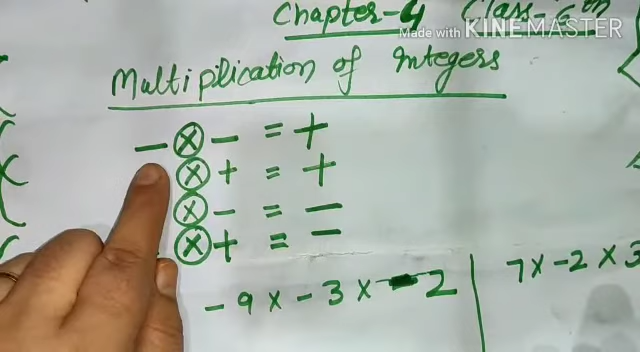 Chapter-4 Class-6th
Made with KINEMASTER
Multiplication of Integers
- × - = +
× + = +
× - = -
× + = -
- 9 × - 3 × - 2
7 × - 2 × 3